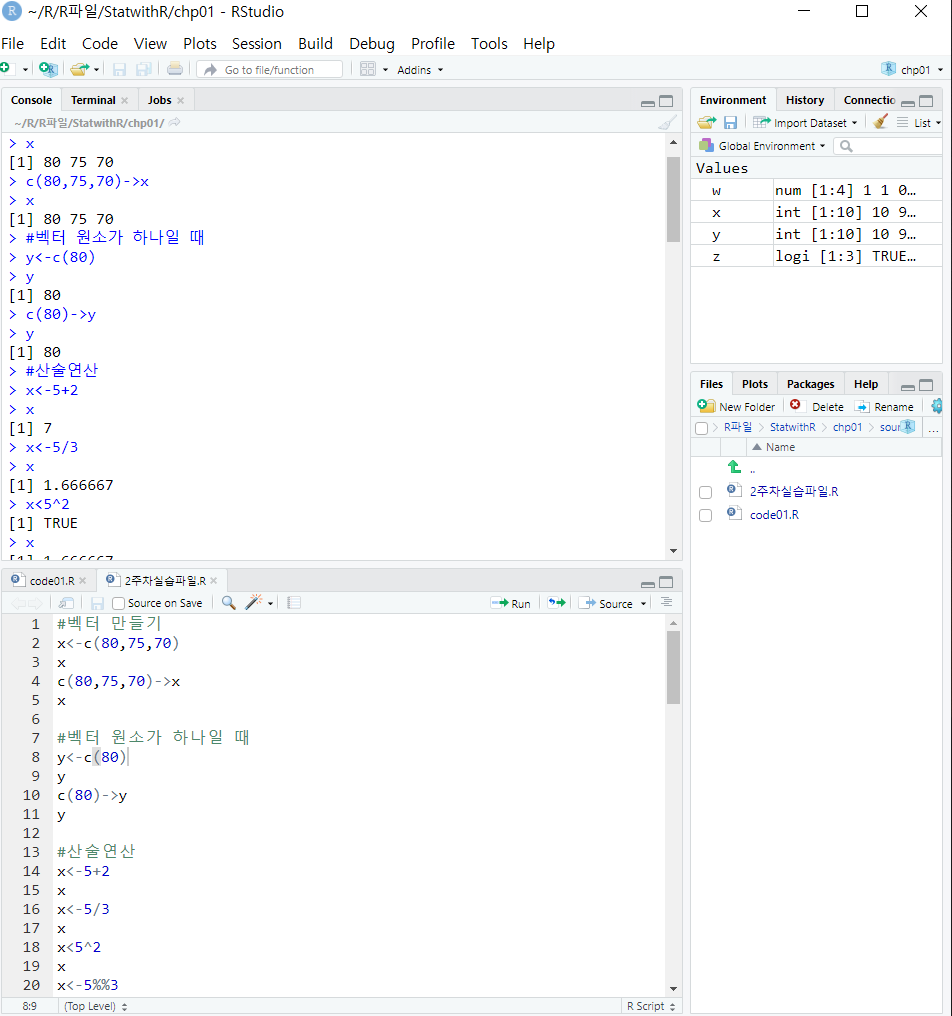 ~/R/R파일/StatwithR/chp01 - RStudio
File Edit Code View Plots Session Build Debug Profile Tools Help
Go to file/function Addins chp01
Console Terminal Jobs
~/R/R파일/StatwithR/chp01/
> x
[1] 80 75 70
> c(80,75,70)->x
> x
[1] 80 75 70
> #벡터 원소가 하나일 때
> y<-c(80)
> y
[1] 80
> c(80)->y
> y
[1] 80
> #산술연산
> x<-5+2
> x
[1] 7
> x<-5/3
> x
[1] 1.666667
> x<5^2
[1] TRUE
> x
[1] 1.666667
code01.R 2주차실습파일.R
Source on Save Run Source
1 #벡터 만들기
2 x<-c(80,75,70)
3 x
4 c(80,75,70)->x
5 x
6
7 #벡터 원소가 하나일 때
8 y<-c(80)
9 y
10 c(80)->y
11 y
12
13 #산술연산
14 x<-5+2
15 x
16 x<-5/3
17 x
18 x<5^2
19 x
20 x<-5%%3
8:9 (Top Level) R Script
Environment History Connectio
Import Dataset List
Global Environment
Values
w num [1:4] 1 1 0…
x int [1:10] 10 9…
y int [1:10] 10 9…
z logi [1:3] TRUE…
Files Plots Packages Help
New Folder Delete Rename
R파일 StatwithR chp01 sour ...
Name
..
2주차실습파일.R
code01.R